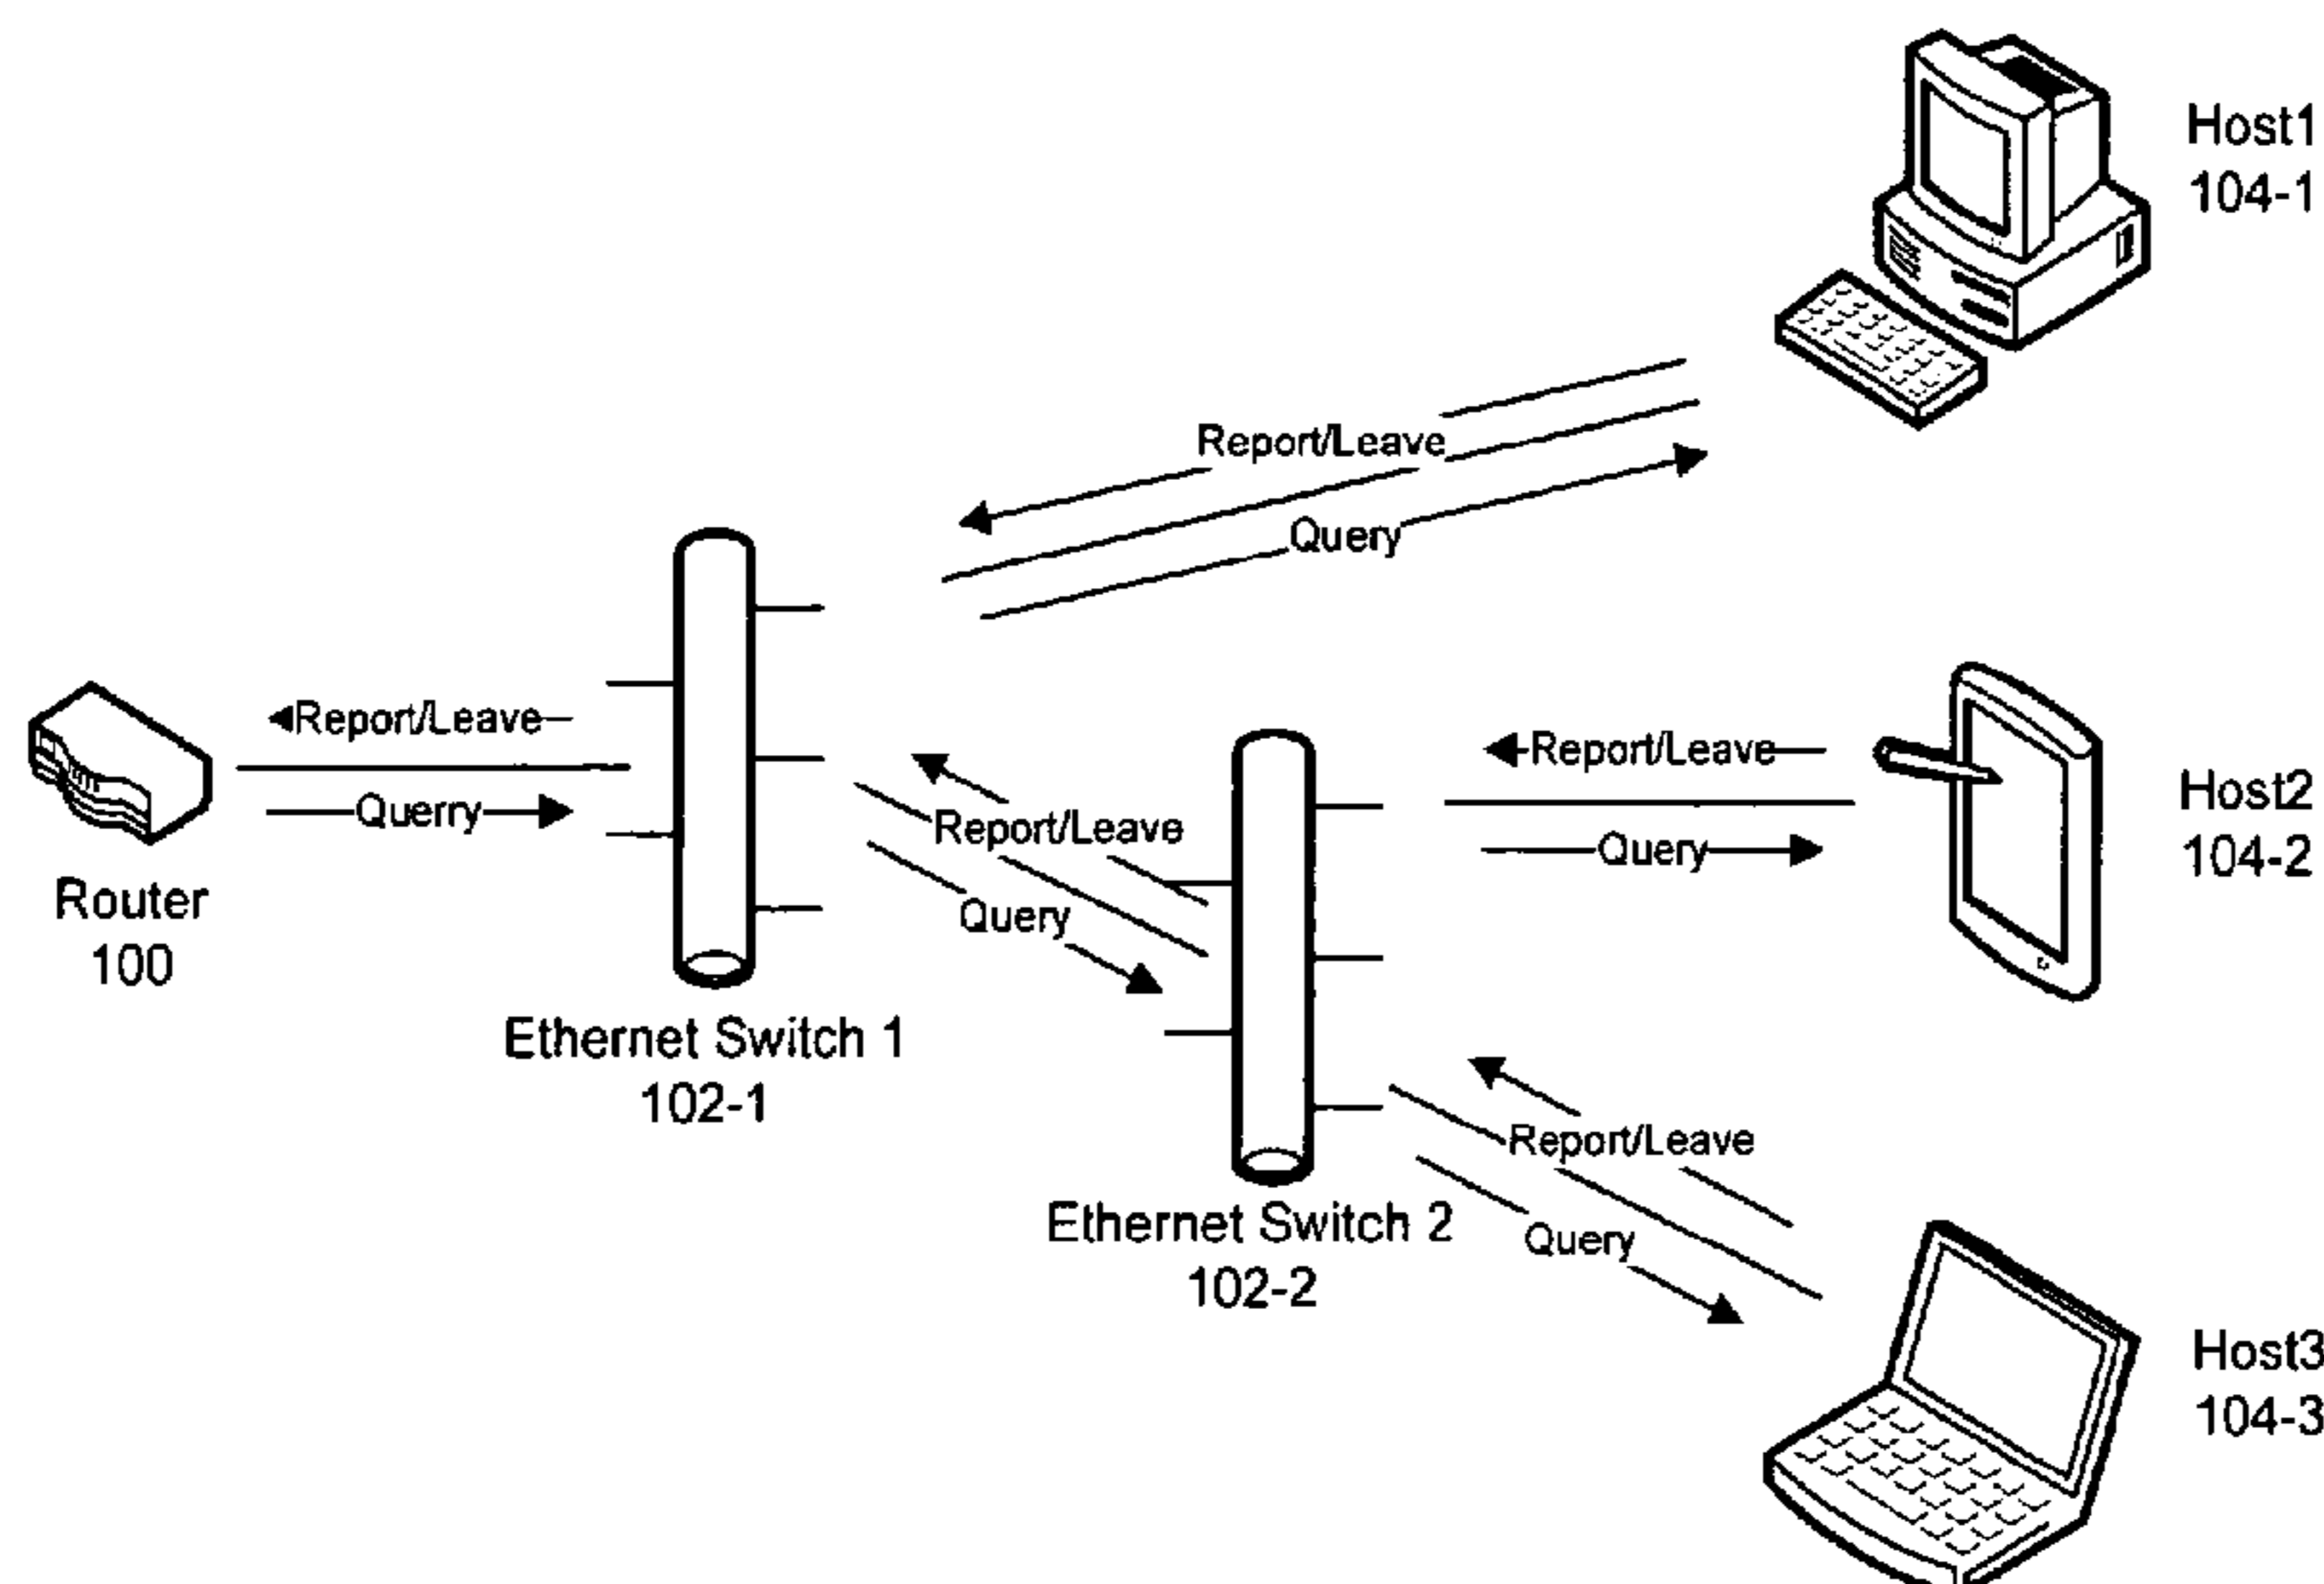 Host1
104-1
Report/Leave
Query
Report/Leave
Querry
Router
100
Ethernet Switch 1
102-1
Report/Leave
Query
Report/Leave
Query
Host2
104-2
Ethernet Switch 2
102-2
Report/Leave
Query
Host3
104-3